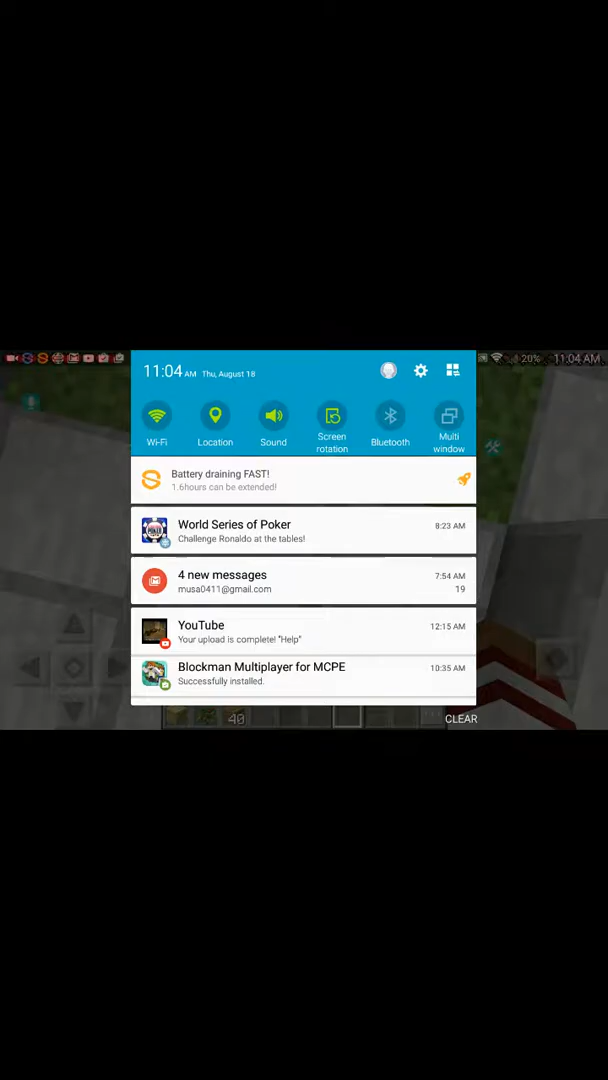 20% 11:04 AM
11:04 AM Thu, August 18
Wi-Fi
Location
Sound
Screen rotation
Bluetooth
Multi window
Battery draining FAST!
1.6hours can be extended!
World Series of Poker 8:23 AM
Challenge Ronaldo at the tables!
4 new messages 7:54 AM
musa0411@gmail.com 19
YouTube 12:15 AM
Your upload is complete! "Help"
Blockman Multiplayer for MCPE 10:35 AM
Successfully installed.
40
CLEAR